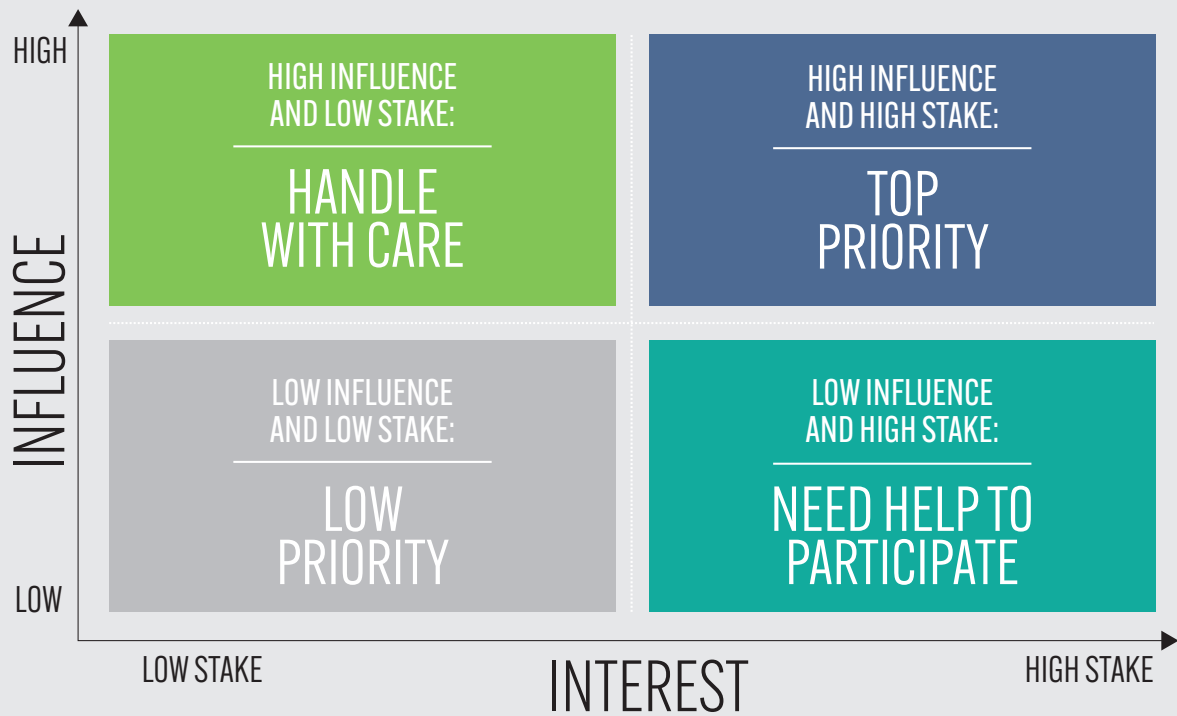 HIGH
HIGH INFLUENCE
AND LOW STAKE:
HANDLE
WITH CARE
HIGH INFLUENCE
AND HIGH STAKE:
TOP
PRIORITY
INFLUENCE
LOW INFLUENCE
AND LOW STAKE:
LOW
PRIORITY
LOW INFLUENCE
AND HIGH STAKE:
NEED HELP TO
PARTICIPATE
LOW
LOW STAKE
INTEREST
HIGH STAKE